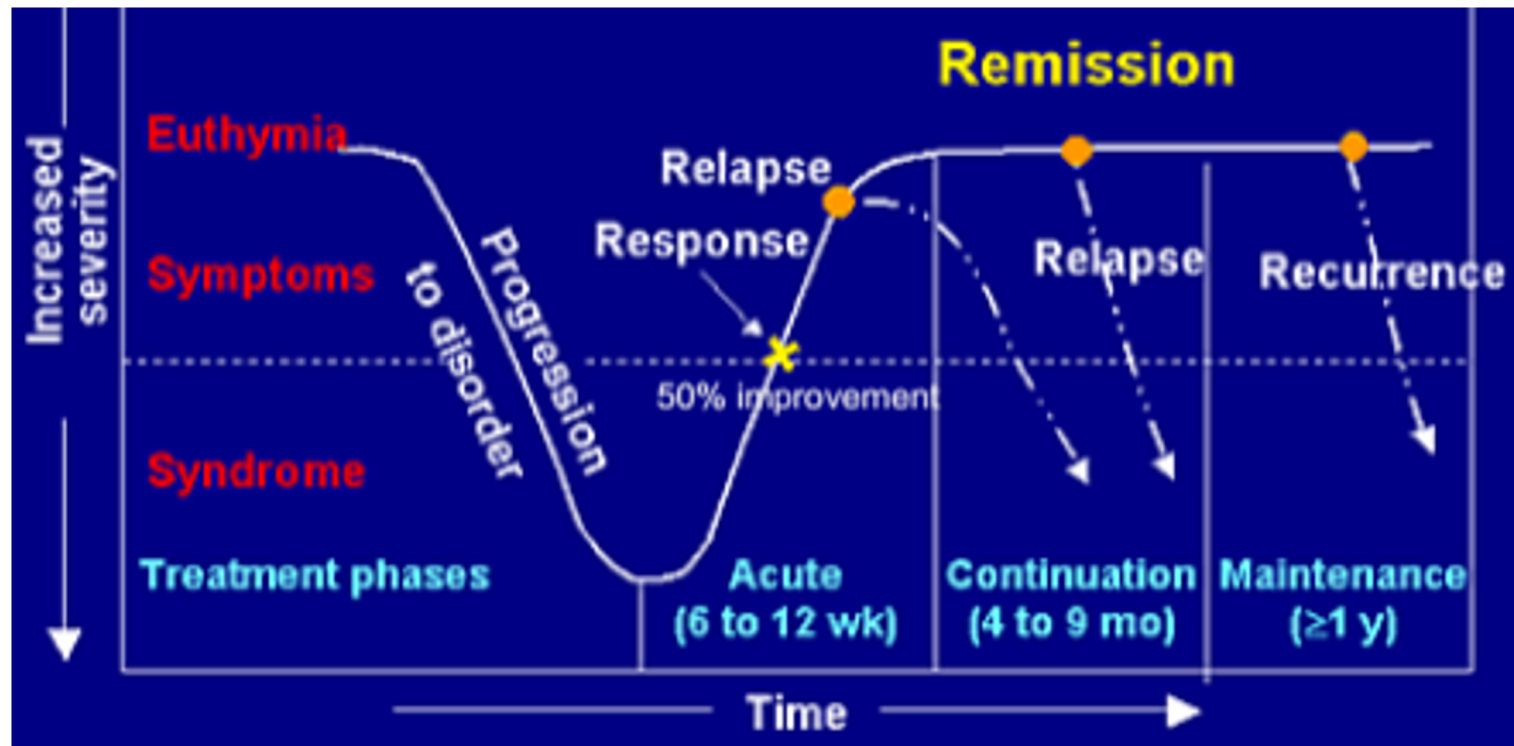 Remission
Euthymia
Relapse
Response
Increased
severity
Symptoms
Progression
to disorder
Relapse
Recurrence
50% improvement
Syndrome
Treatment phases
Acute
(6 to 12 wk)
Continuation
(4 to 9 mo)
Maintenance
(≥1 y)
Time